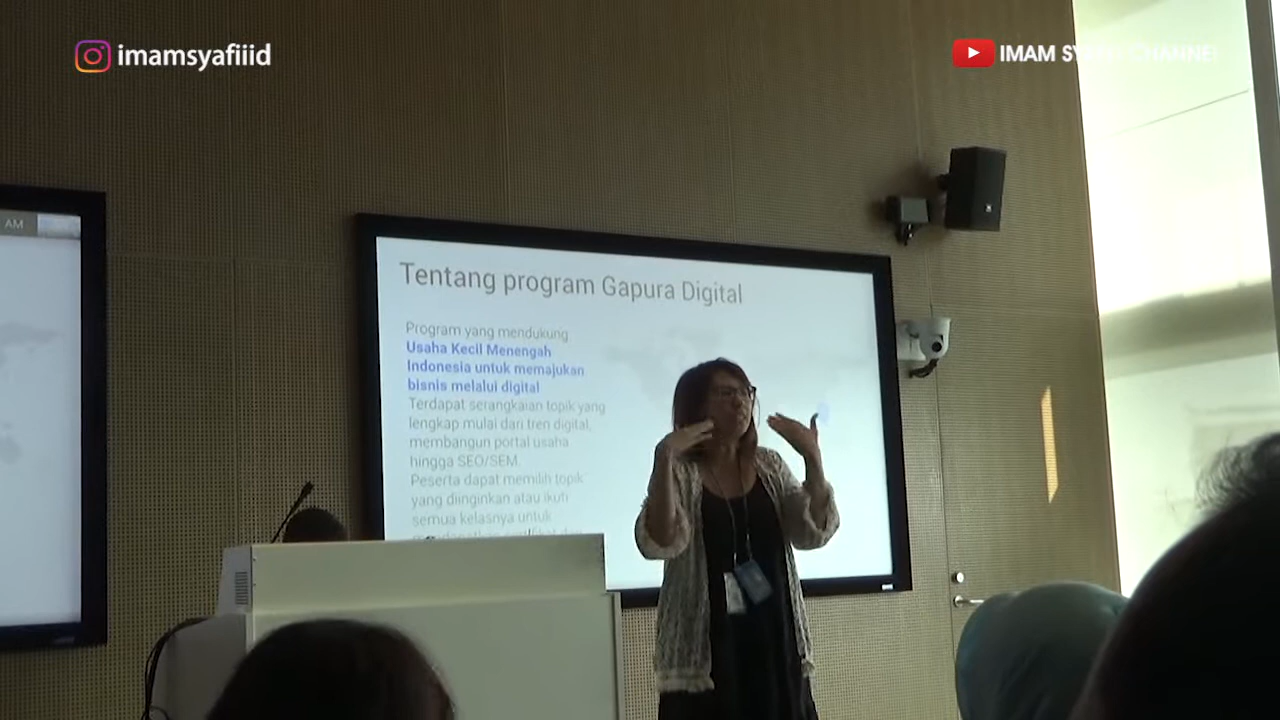 imamsyafiiid
IMAM SYAFII CHANNEL
AM
Tentang program Gapura Digital
Program yang mendukung
Usaha Kecil Menengah
Indonesia untuk memajukan
bisnis melalui digital
Terdapat serangkaian topik yang
lengkap mulai dari tren digital,
membangun portal usaha
hingga SEO/SEM.
Peserta dapat memilih topik
yang diinginkan atau ikuti
semua kelasnya untuk